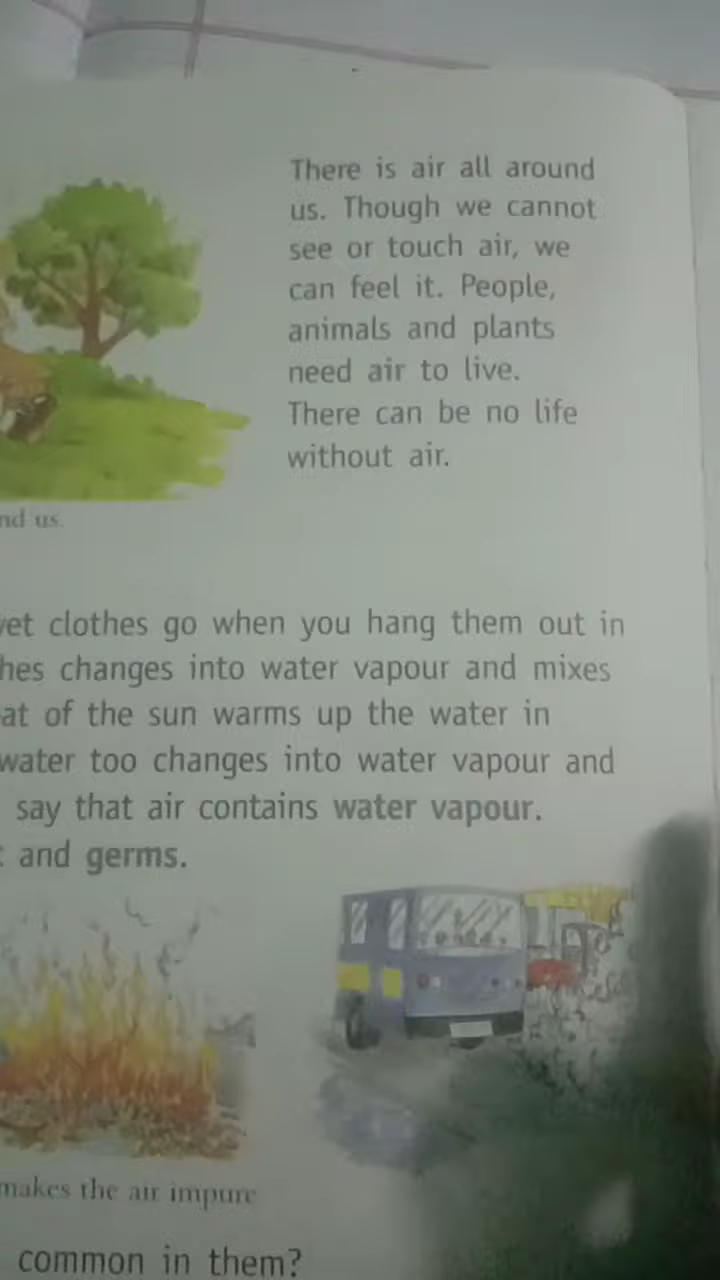 There is air all around
us. Though we cannot
see or touch air, we
can feel it. People,
animals and plants
need air to live.
There can be no life
without air.
us.
clothes go when you hang them out in
changes into water vapour and mixes
of the sun warms up the water in
water too changes into water vapour and
say that air contains water vapour.
and germs.
makes the air impure
common in them?